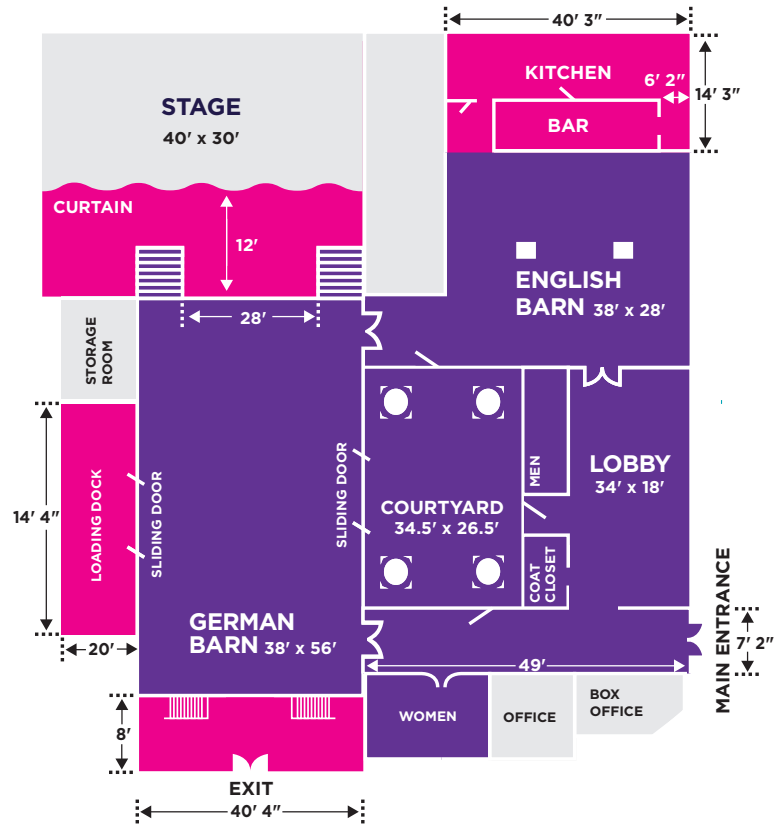 40' 3"
KITCHEN
6' 2"
14' 3"
BAR
STAGE
40' x 30'
CURTAIN
12'
28'
ENGLISH
BARN 38' x 28'
STORAGE
ROOM
14' 4"
LOADING DOCK
SLIDING DOOR
SLIDING DOOR
COURTYARD
34.5' x 26.5'
MEN
LOBBY
34' x 18'
COAT
CLOSET
GERMAN
BARN 38' x 56'
20'
49'
MAIN ENTRANCE
7' 2"
WOMEN
OFFICE
BOX
OFFICE
8'
EXIT
40' 4"